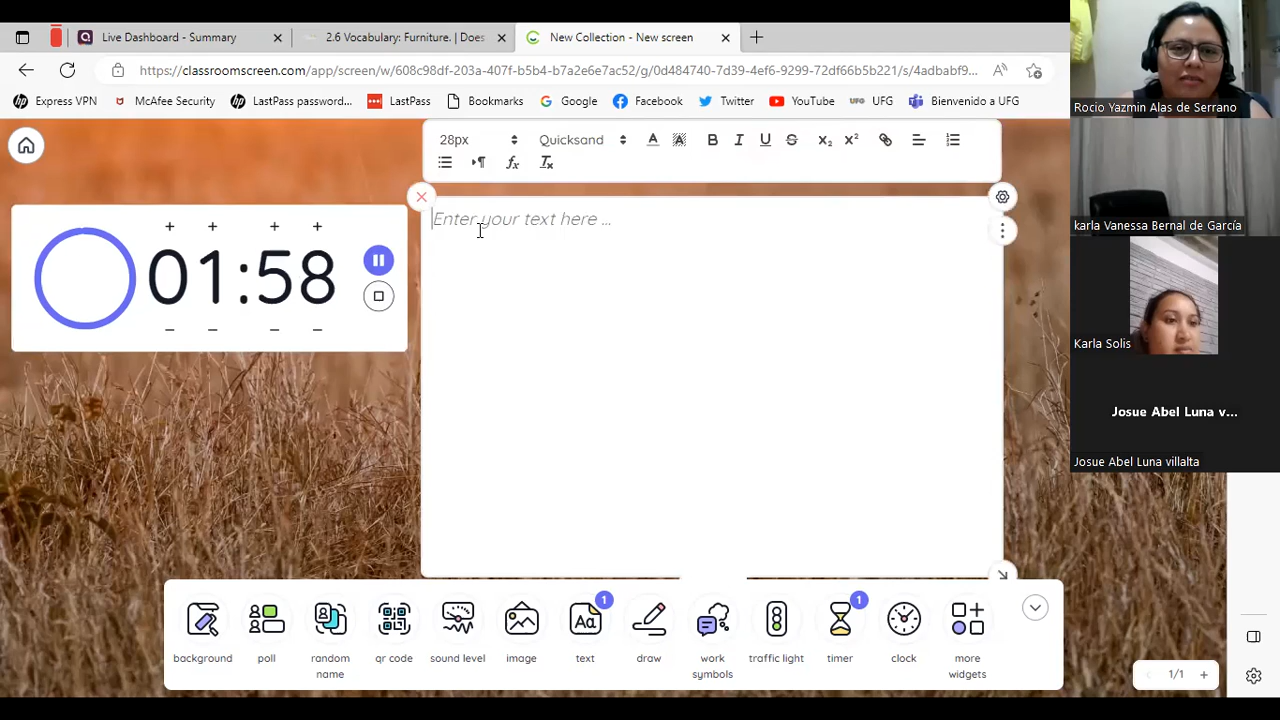 Live Dashboard - Summary
2.6 Vocabulary: Furniture. | Does
New Collection - New screen
https://classroomscreen.com/app/screen/w/608c98df-203a-407f-b5b4-b7a2e6e7ac52/g/0d484740-7d39-4ef6-9299-72df66b5b221/s/4adbabf9...
Express VPN
McAfee Security
LastPass password...
LastPass
Bookmarks
Google
Facebook
Twitter
YouTube
UFG UFG
Bienvenido a UFG
28px
Quicksand
Enter your text here ...
01:58
background
poll
random name
qr code
sound level
image
text
1
draw
work symbols
traffic light
timer
1
clock
more widgets
1/1
Rocio Yazmin Alas de Serrano
karla Vanessa Bernal de García
Karla Solis
Josue Abel Luna v...
Josue Abel Luna villalta